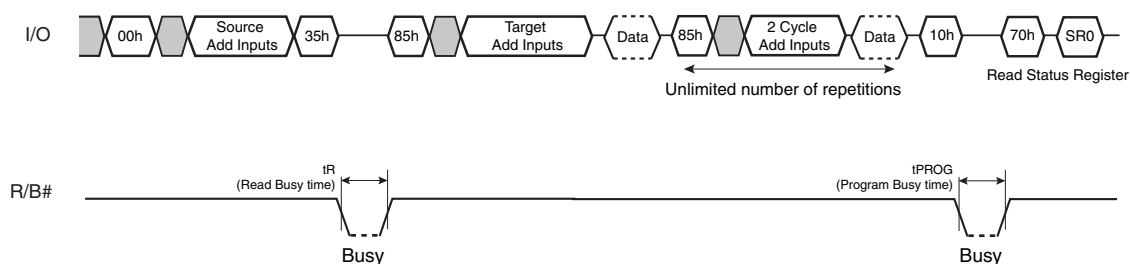 I/O
00h
Source
Add Inputs
35h
85h
Target
Add Inputs
Data
85h
2 Cycle
Add Inputs
Data
10h
70h
SR0
Read Status Register
Unlimited number of repetitions
R/B#
tR
(Read Busy time)
Busy
tPROG
(Program Busy time)
Busy